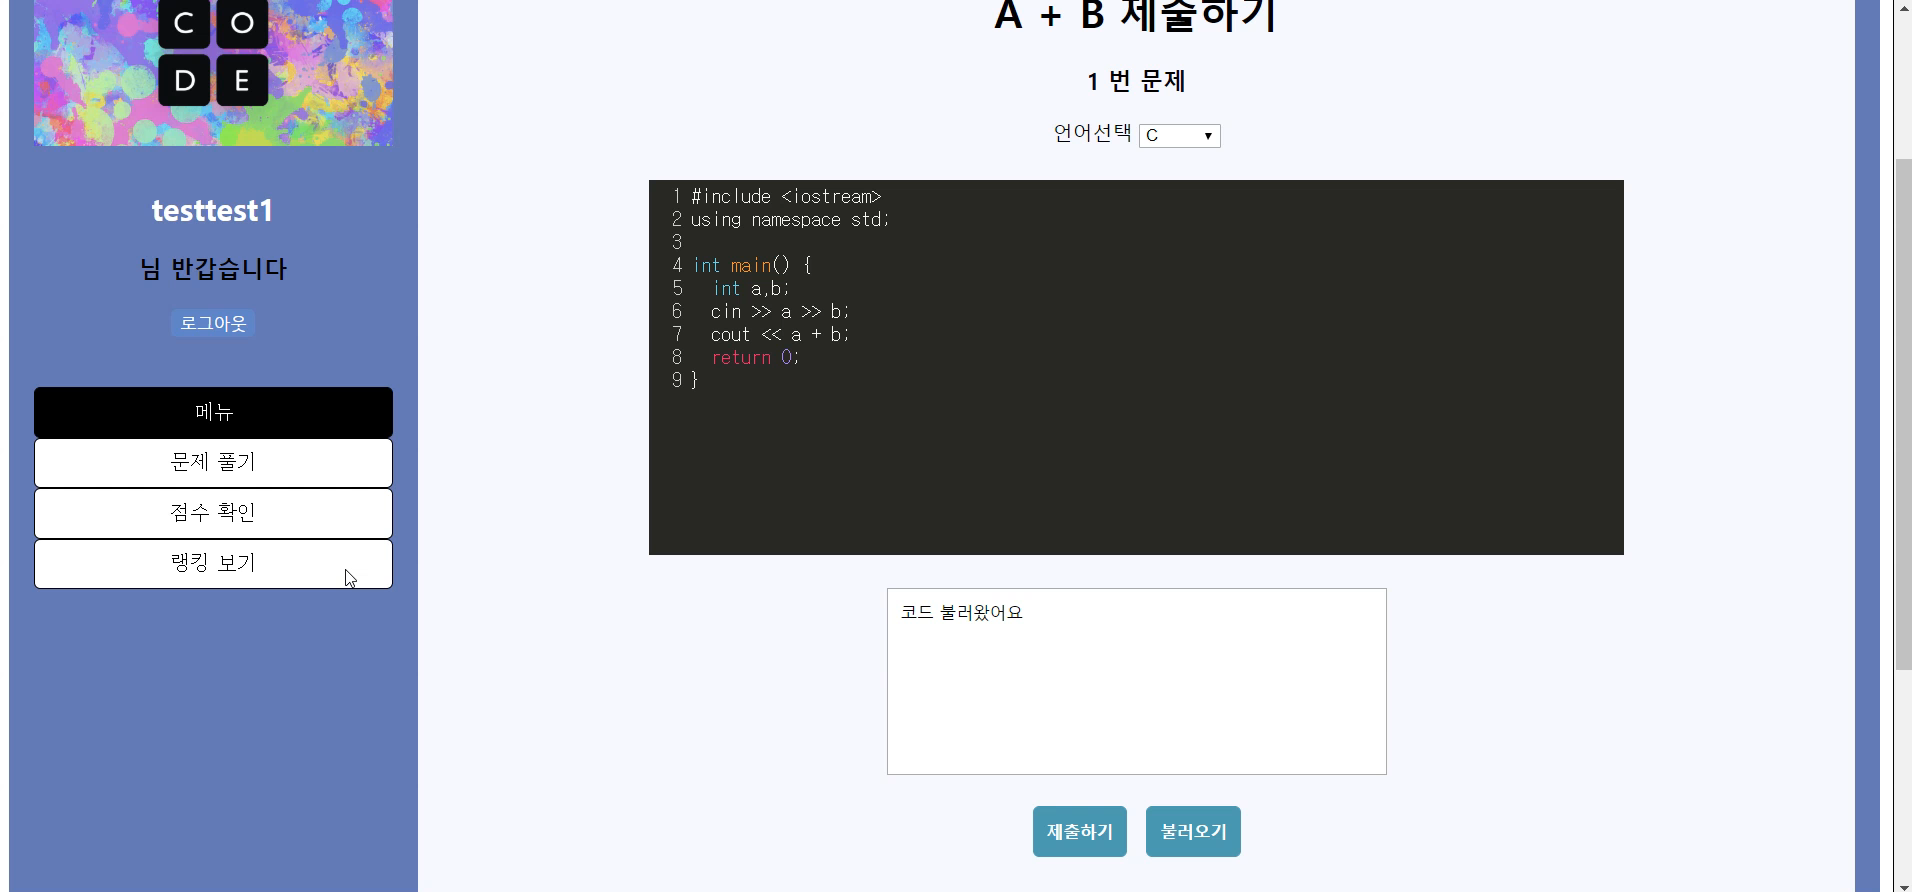 C O
D E
testtest1
님 반갑습니다
로그아웃
메뉴
문제 풀기
점수 확인
랭킹 보기
A + B 제출하기
1 번 문제
언어선택 C
1 #include <iostream>
2 using namespace std;
3
4 int main() {
5 int a,b;
6 cin >> a >> b;
7 cout << a + b;
8 return 0;
9 }
코드 불러왔어요
제출하기 불러오기